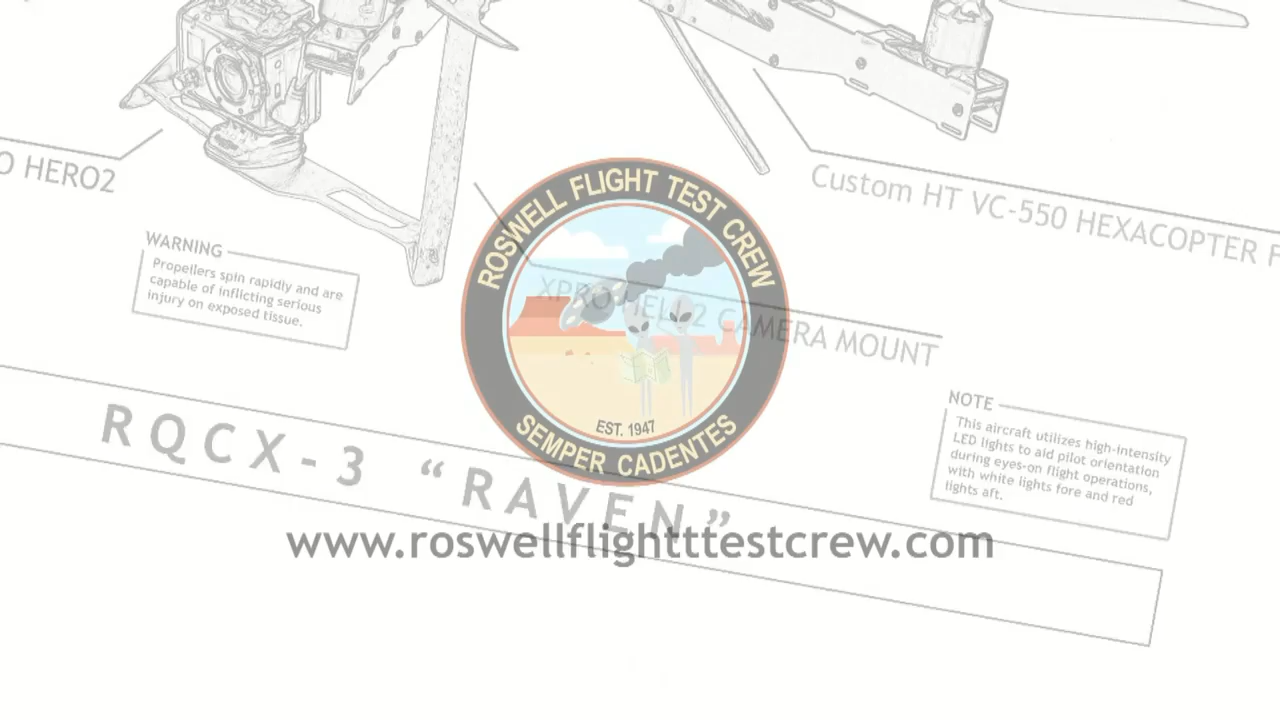 O HERO2
Custom HT VC-550 HEXACOPTER F
ROSWELL FLIGHT TEST CREW
WARNING
Propellers spin rapidly and are
capable of inflicting serious
injury on exposed tissue.
XPROHELI 2 CAMERA MOUNT
EST. 1947
SEMPER CADENTES
NOTE
This aircraft utilizes high-intensity
LED lights to aid pilot orientation
during eyes-on flight operations,
with white lights fore and red
lights aft.
RQCX-3 “RAVEN”
www.roswellflightttestcrew.com